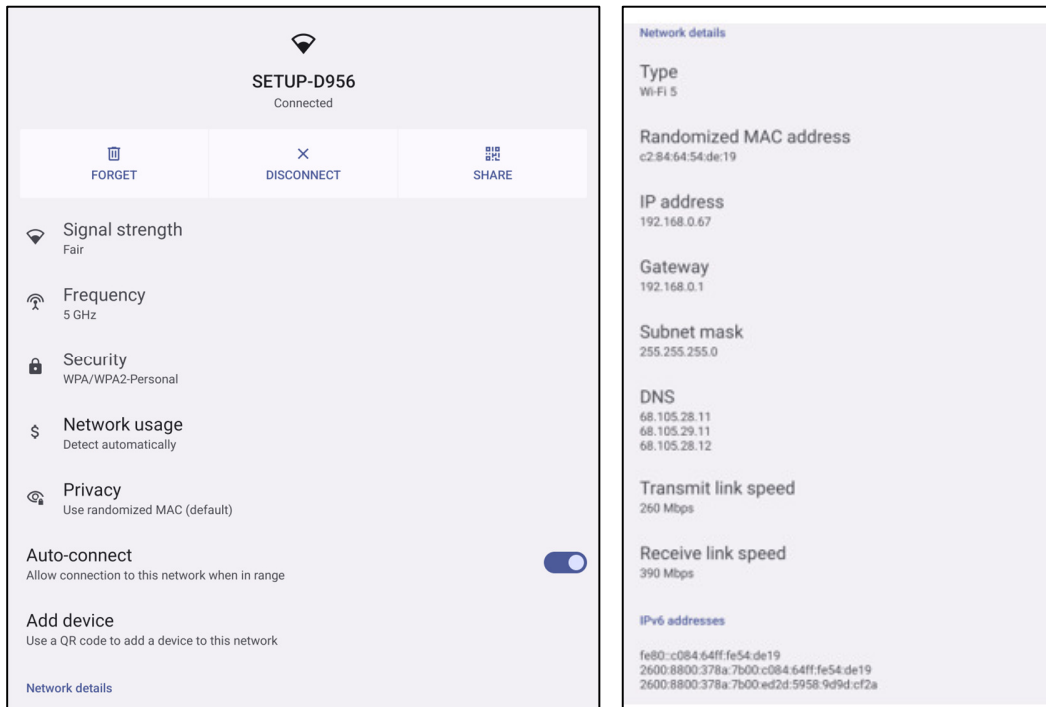 SETUP-D956
Connected
FORGET
DISCONNECT
SHARE
Signal strength
Fair
Frequency
5 GHz
Security
WPA/WPA2-Personal
Network usage
Detect automatically
Privacy
Use randomized MAC (default)
Auto-connect
Allow connection to this network when in range
Add device
Use a QR code to add a device to this network
Network details
Network details
Type
Wi-Fi 5
Randomized MAC address
c2:84:64:54:de:19
IP address
192.168.0.67
Gateway
192.168.0.1
Subnet mask
255.255.255.0
DNS
68.105.28.11
68.105.29.11
68.105.28.12
Transmit link speed
260 Mbps
Receive link speed
390 Mbps
IPv6 addresses
fe80::c084:64ff:fe54:de19
2600:8800:378a:7b00:c084:64ff:fe54:de19
2600:8800:378a:7b00:ed2d:5958:9d9d:cf2a